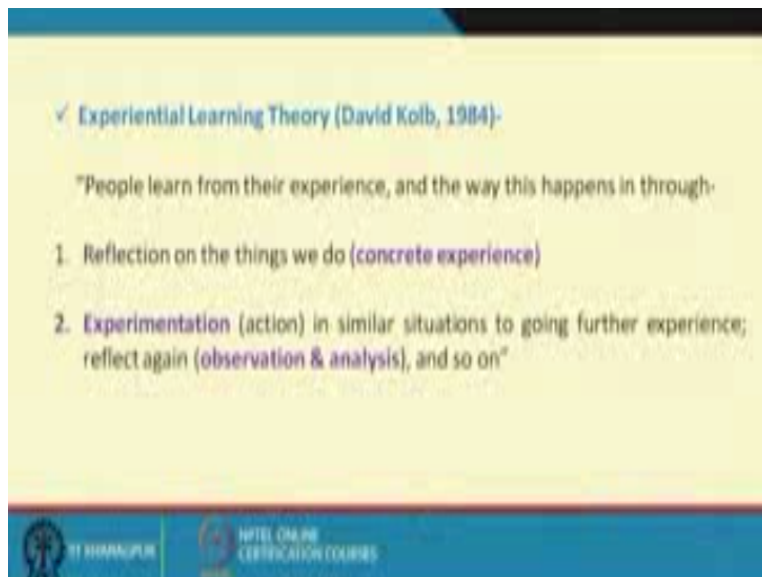 ✓ Experiential Learning Theory (David Kolb, 1984)-
"People learn from their experience, and the way this happens in through-
1. Reflection on the things we do (concrete experience)
2. Experimentation (action) in similar situations to going further experience;
reflect again (observation & analysis), and so on"
IIT KHARAGPUR
NPTEL ONLINE
CERTIFICATION COURSES